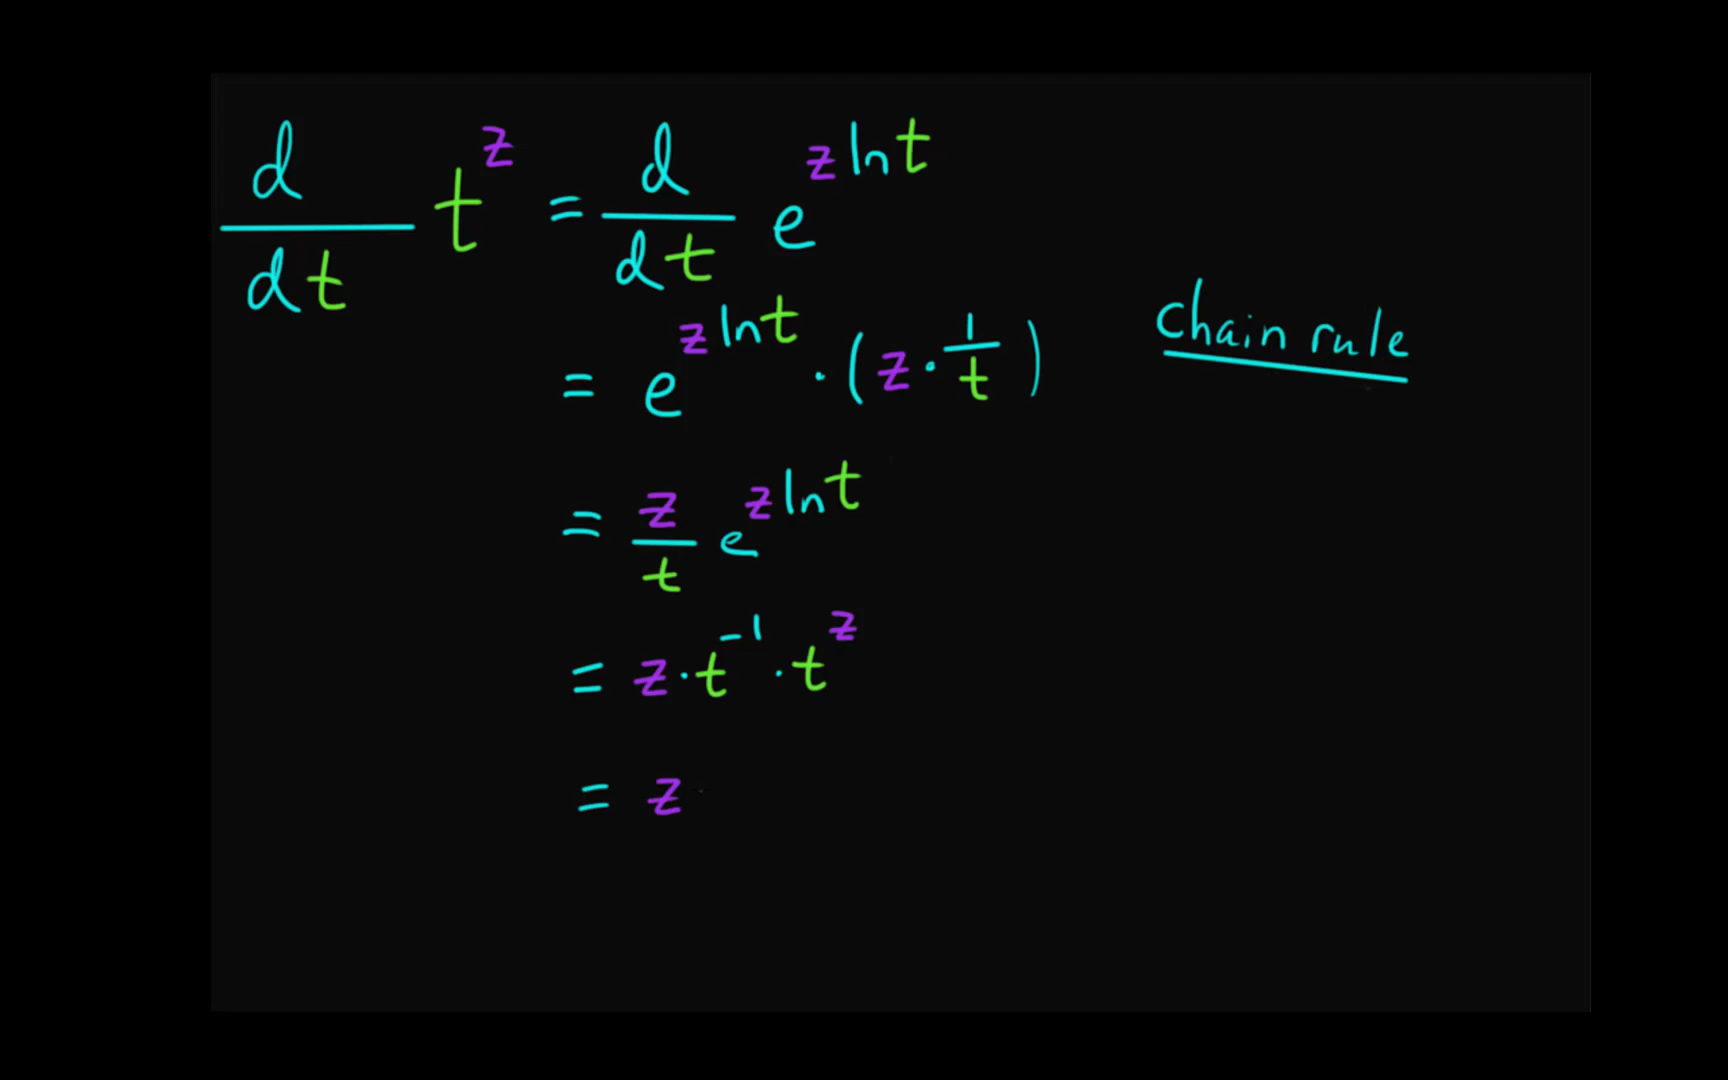 d/dt t^z = d/dt e^(z ln t)
= e^(z ln t) · (z · 1/t)
chain rule
= z/t e^(z ln t)
= z · t^-1 · t^z
= z